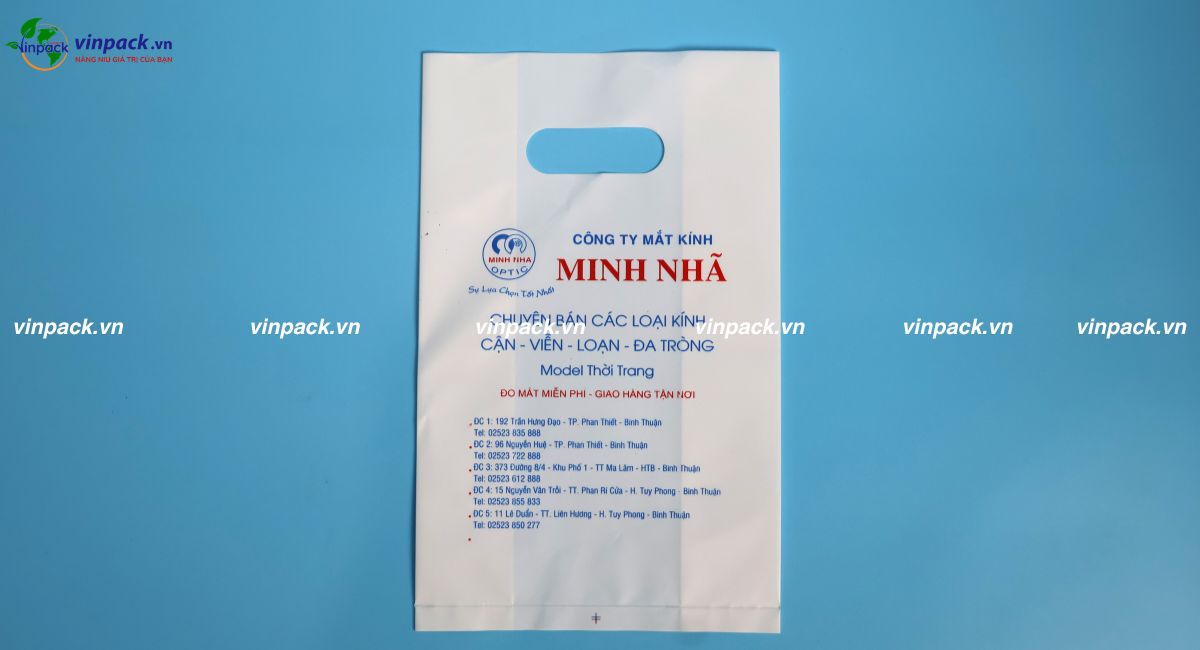 vinpack
vinpack.vn
NÂNG NIU GIÁ TRỊ CỦA BẠN
MINH NHA
OPTIC
Sự Lựa Chọn Tốt Nhất
CÔNG TY MẮT KÍNH
MINH NHÃ
CHUYÊN BÁN CÁC LOẠI KÍNH
CẬN - VIỄN - LOẠN - ĐA TRÒNG
Model Thời Trang
ĐO MẮT MIỄN PHI - GIAO HÀNG TẬN NƠI
ĐC 1: 192 Trần Hưng Đạo - TP. Phan Thiết - Bình Thuận
Tel: 02523 835 888
ĐC 2: 96 Nguyễn Huệ - TP. Phan Thiết - Bình Thuận
Tel: 02523 722 888
ĐC 3: 373 Đường 8/4 - Khu Phố 1 - TT Ma Lâm - HTB - Bình Thuận
Tel: 02523 612 888
ĐC 4: 15 Nguyễn Văn Trỗi - TT. Phan Rí Cửa - H. Tuy Phong - Bình Thuận
Tel: 02523 855 833
ĐC 5: 11 Lê Duẩn - TT. Liên Hương - H. Tuy Phong - Bình Thuận
Tel: 02523 850 277
vinpack.vn
vinpack.vn
vinpack.vn
vinpack.vn
vinpack.vn